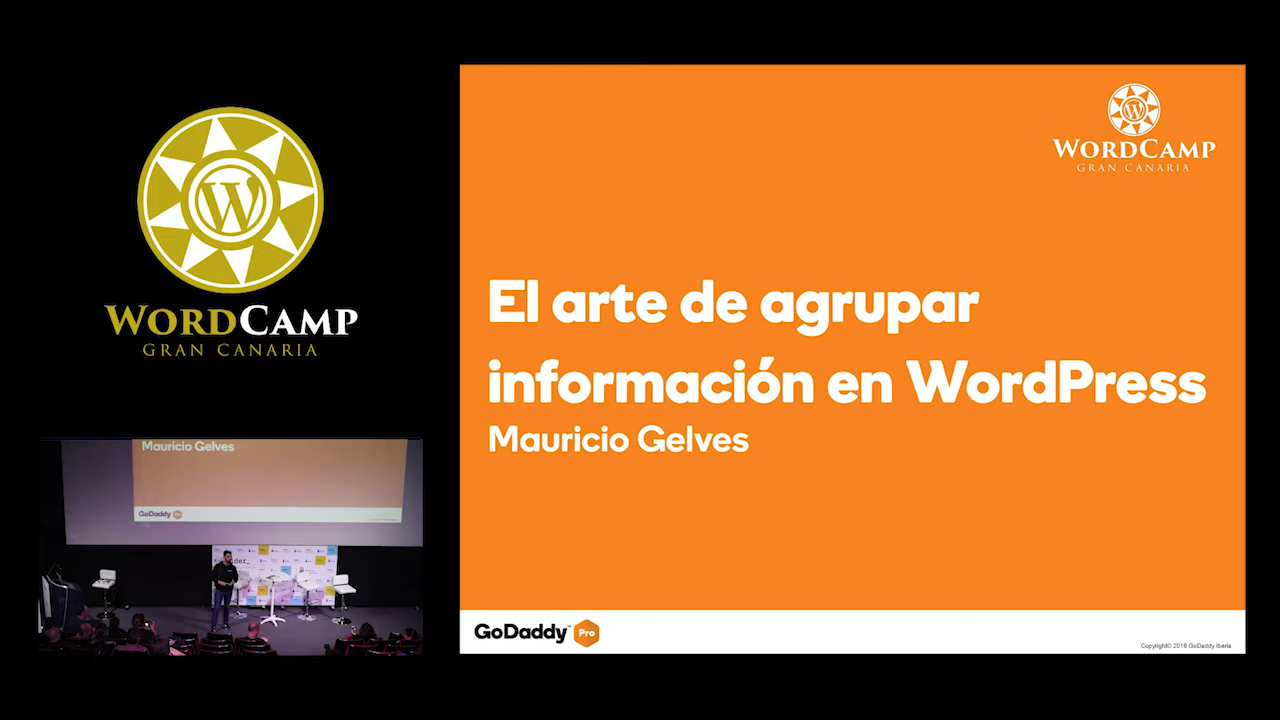 WORDCAMP
GRAN CANARIA
WORDCAMP
GRAN CANARIA
El arte de agrupar
información en WordPress
Mauricio Gelves
GoDaddy™ Pro
Copyright© 2018 GoDaddy Iberia
Mauricio Gelves
GoDaddy